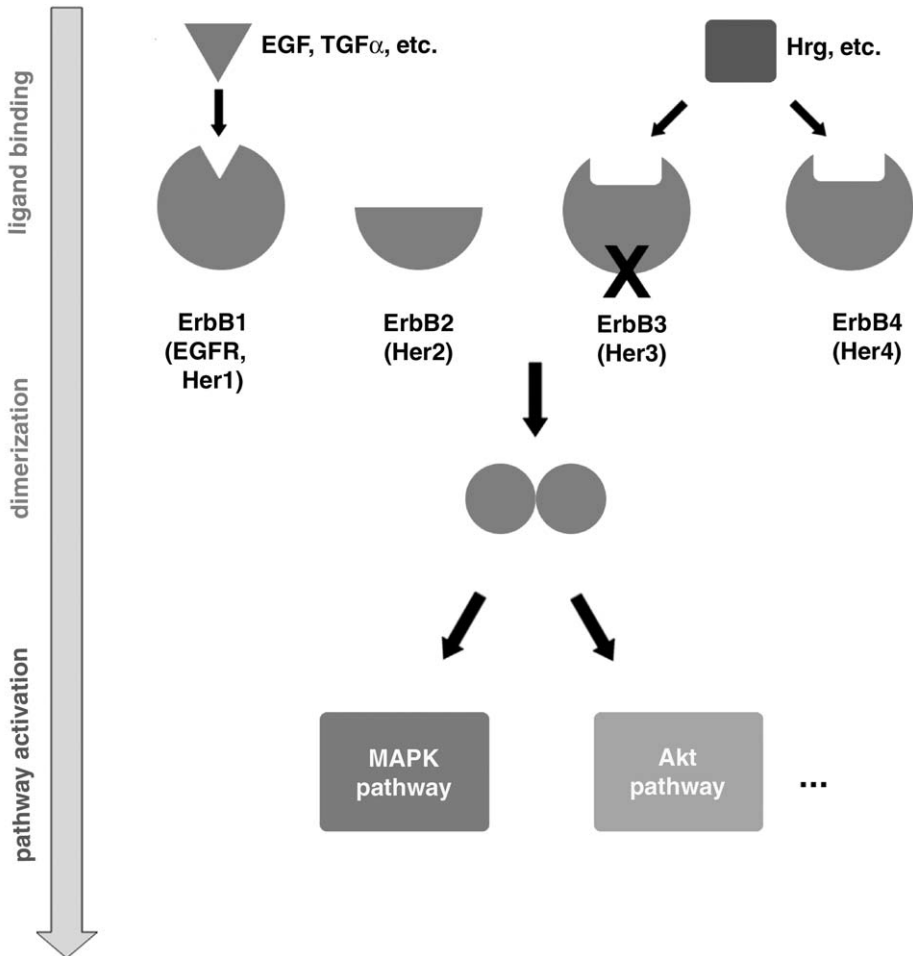 EGF, TGFα, etc.
Hrg, etc.
ligand binding
X
ErbB1
(EGFR,
Her1)
ErbB2
(Her2)
ErbB3
(Her3)
ErbB4
(Her4)
dimerization
pathway activation
MAPK
pathway
Akt
pathway
...